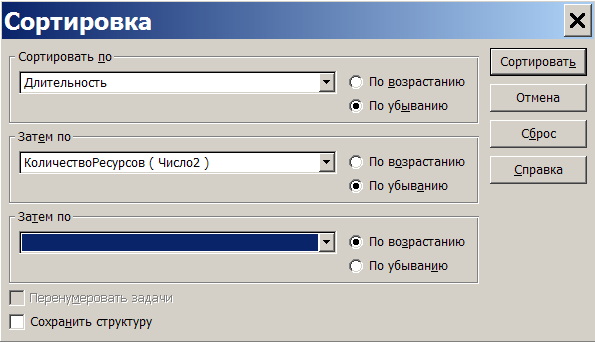 Сортировка
Сортировать по
Длительность
По возрастанию
По убыванию
Затем по
КоличествоРесурсов ( Число2 )
По возрастанию
По убыванию
Затем по
По возрастанию
По убыванию
Перенумеровать задачи
Сохранить структуру
Сортировать
Отмена
Сброс
Справка